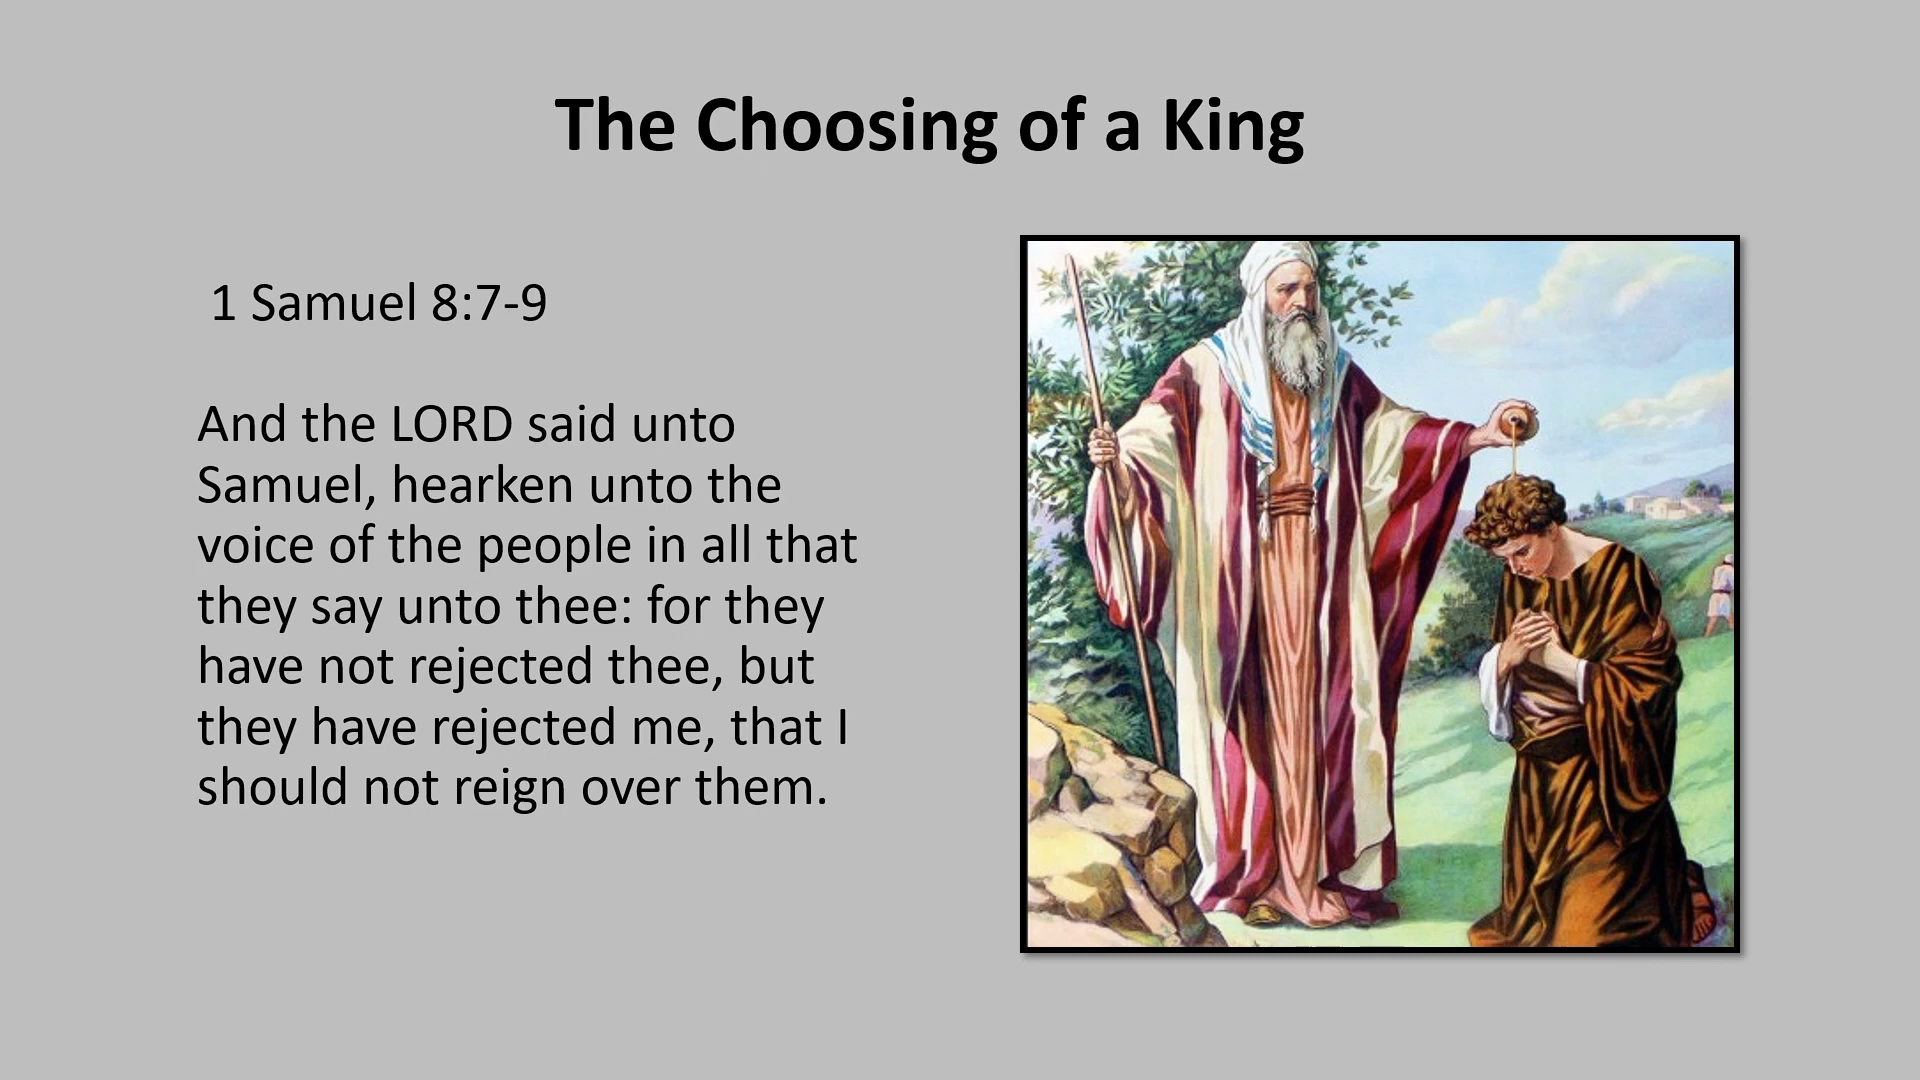 The Choosing of a King
1 Samuel 8:7-9
And the LORD said unto
Samuel, hearken unto the
voice of the people in all that
they say unto thee: for they
have not rejected thee, but
they have rejected me, that I
should not reign over them.